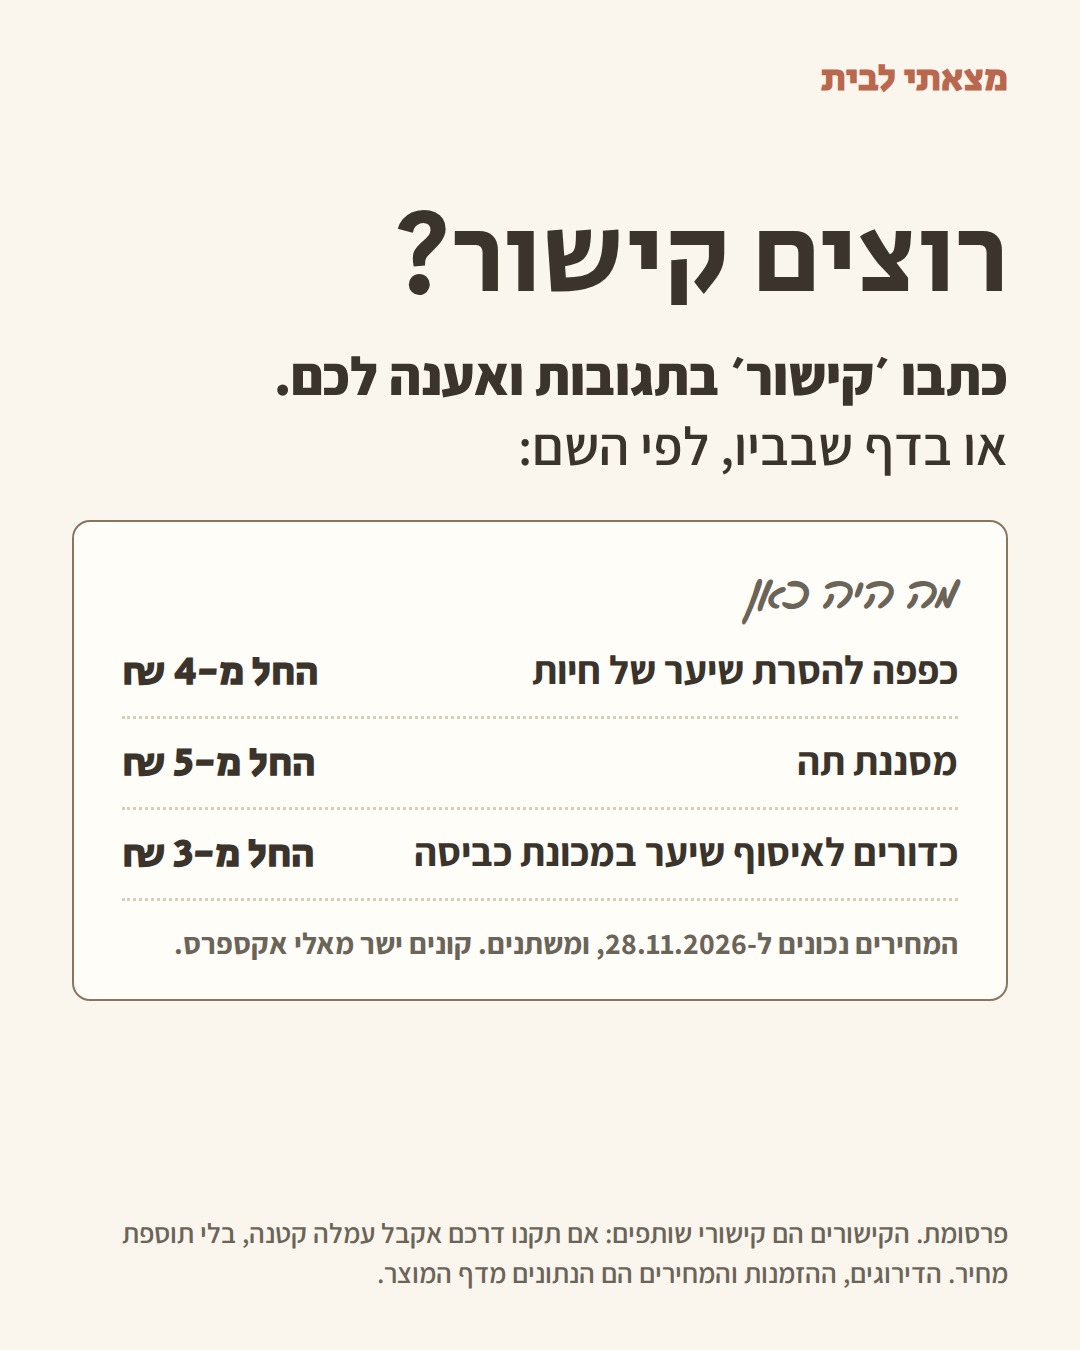 מצאתי לבית
רוצים קישור?
כתבו ׳קישור׳ בתגובות ואענה לכם.
או בדף שבביו, לפי השם:
מה היה כאן
כפפה להסרת שיער של חיות החל מ-4 ₪
מסננת תה החל מ-5 ₪
כדורים לאיסוף שיער במכונת כביסה החל מ-3 ₪
המחירים נכונים ל-28.11.2026, ומשתנים. קונים ישר מאלי אקספרס.
פרסומת. הקישורים הם קישורי שותפים: אם תקנו דרכם אקבל עמלה קטנה, בלי תוספת
מחיר. הדירוגים, ההזמנות והמחירים הם הנתונים מדף המוצר.